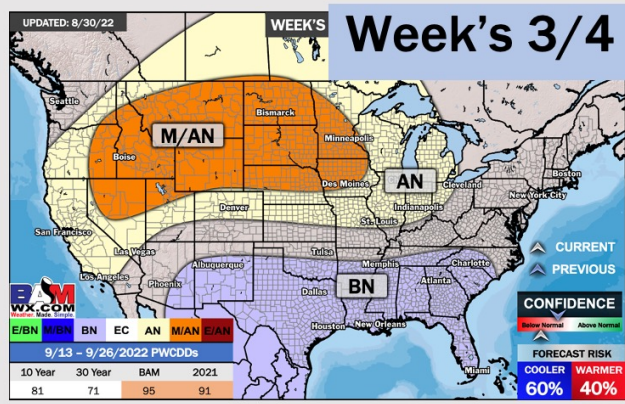 UPDATED: 8/30/22
WEEK'S
Week's 3/4
Seattle
Bismarck
M/AN
Minneapolis
Boise
Boston
Des Moines
AN
Cleveland
New York City
Denver
Indianapolis
St. Louis
San Francisco
CURRENT
Las Vegas
Tulsa
PREVIOUS
Los Angeles
Albuquerque
Memphis
Charlotte
Phoenix
Atlanta
BN
Dallas
BAM
WX.COM
Weather. Made. Simple.
CONFIDENCE
Below Normal Above Normal
Houston
New Orleans
E/BN M/BN BN EC AN M/AN E/AN
FORECAST RISK
9/13 – 9/26/2022 PWCDDs
COOLER WARMER
Miami
10 Year 30 Year BAM 2021
60% 40%
81 71 95 91